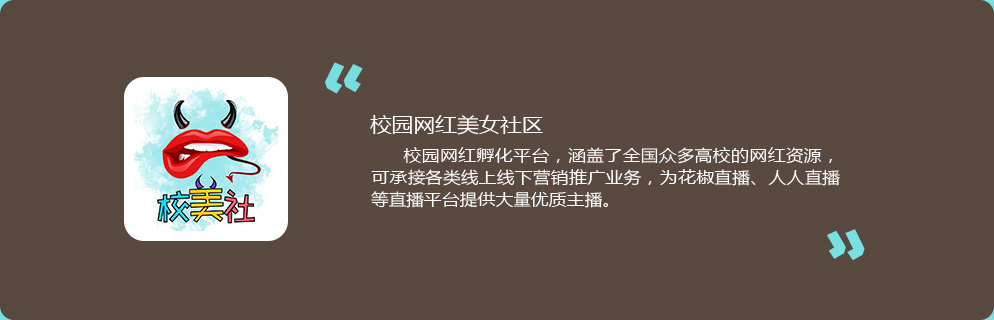 校园网红美女社区
校园网红孵化平台，涵盖了全国众多高校的网红资源，
可承接各类线上线下营销推广业务，为花椒直播、人人直播
等直播平台提供大量优质主播。
校美社